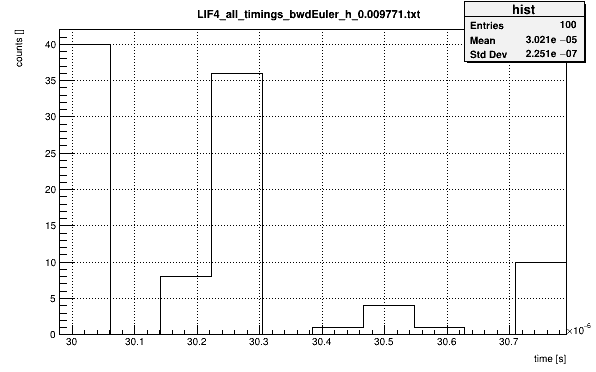 LIF4_all_timings_bwdEuler_h_0.009771.txt
hist
Entries 100
Mean 3.021e −05
Std Dev 2.251e −07
counts []
40
35
30
25
20
15
10
5
0
30 30.1 30.2 30.3 30.4 30.5 30.6 30.7
×10⁻⁶
time [s]